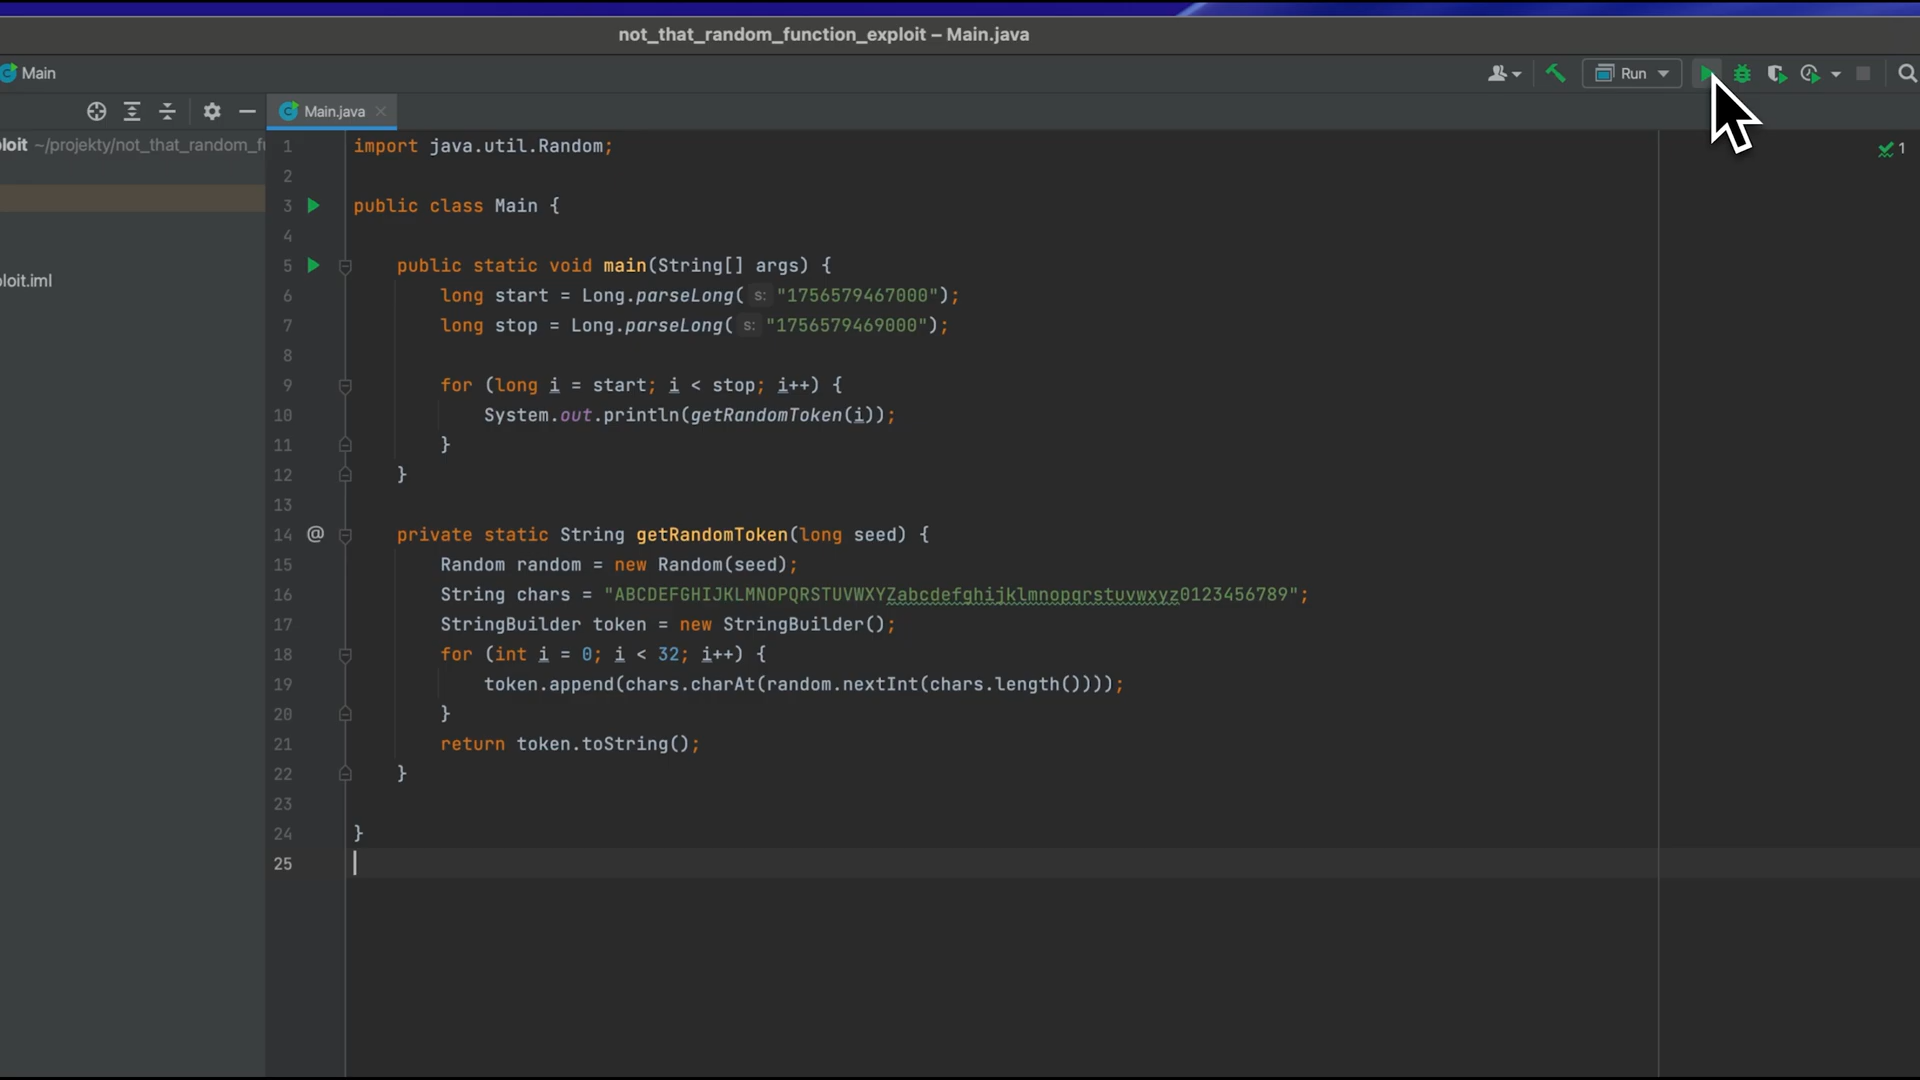 not_that_random_function_exploit – Main.java
Main
Run
Main.java
loit ~/projekty/not_that_random_fu
loit.iml
1
1 import java.util.Random;
2
3 public class Main {
4
5 public static void main(String[] args) {
6 long start = Long.parseLong( s: "1756579467000");
7 long stop = Long.parseLong( s: "1756579469000");
8
9 for (long i = start; i < stop; i++) {
10 System.out.println(getRandomToken(i));
11 }
12 }
13
14 @ private static String getRandomToken(long seed) {
15 Random random = new Random(seed);
16 String chars = "ABCDEFGHIJKLMNOPQRSTUVWXYZabcdefghijklmnopqrstuvwxyz0123456789";
17 StringBuilder token = new StringBuilder();
18 for (int i = 0; i < 32; i++) {
19 token.append(chars.charAt(random.nextInt(chars.length())));
20 }
21 return token.toString();
22 }
23
24 }
25